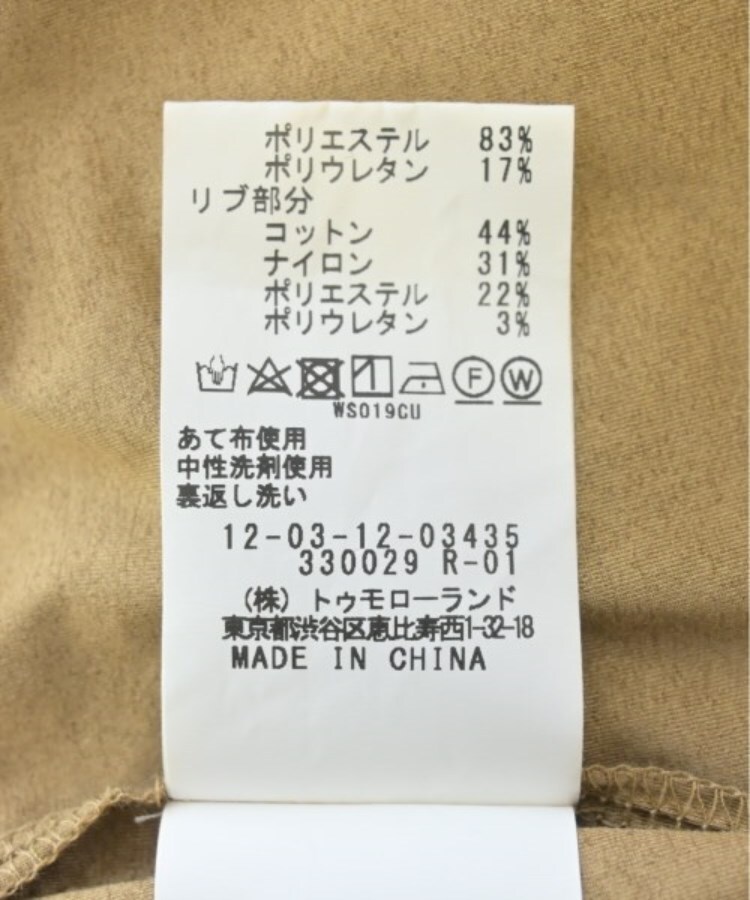 ポリエステル 83%
ポリウレタン 17%
リブ部分
コットン 44%
ナイロン 31%
ポリエステル 22%
ポリウレタン 3%
F W
WS019CU
あて布使用
中性洗剤使用
裏返し洗い
12-03-12-03435
330029 R-01
(株) トゥモローランド
東京都渋谷区恵比寿西1-32-18
MADE IN CHINA